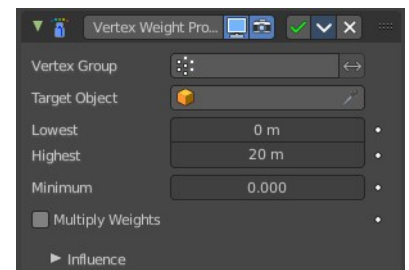 Vertex Weight Pro...
Vertex Group
Target Object
Lowest 0 m
Highest 20 m
Minimum 0.000
Multiply Weights
Influence